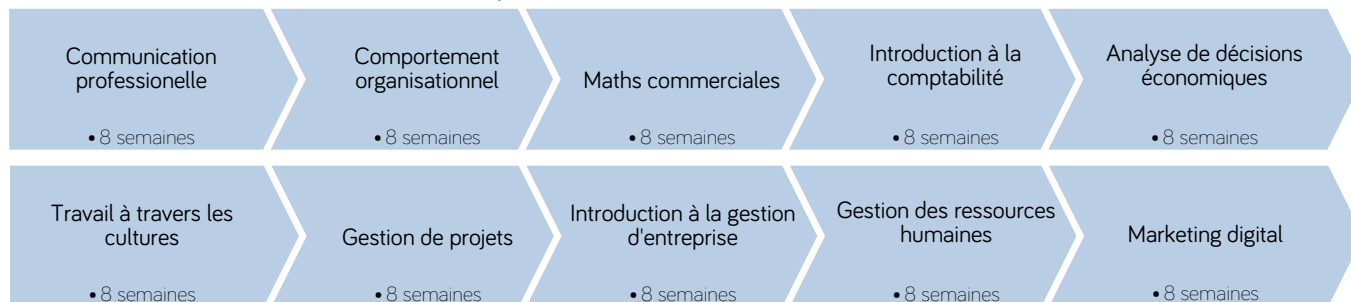 Communication
professionelle
• 8 semaines
Comportement
organisationnel
• 8 semaines
Maths commerciales
• 8 semaines
Introduction à la
comptabilité
• 8 semaines
Analyse de décisions
économiques
• 8 semaines
Travail à travers les
cultures
• 8 semaines
Gestion de projets
• 8 semaines
Introduction à la gestion
d'entreprise
• 8 semaines
Gestion des ressources
humaines
• 8 semaines
Marketing digital
• 8 semaines